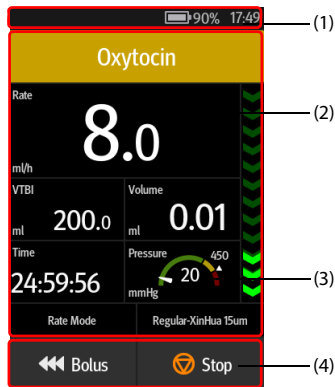 90% 17:49
(1)
Oxytocin
Rate
8.0
(2)
ml/h
VTBI Volume
ml 200.0 ml 0.01
Time Pressure 450
24:59:56 20
(3)
mmHg
Rate Mode Regular-XinHua 15um
Bolus Stop
(4)